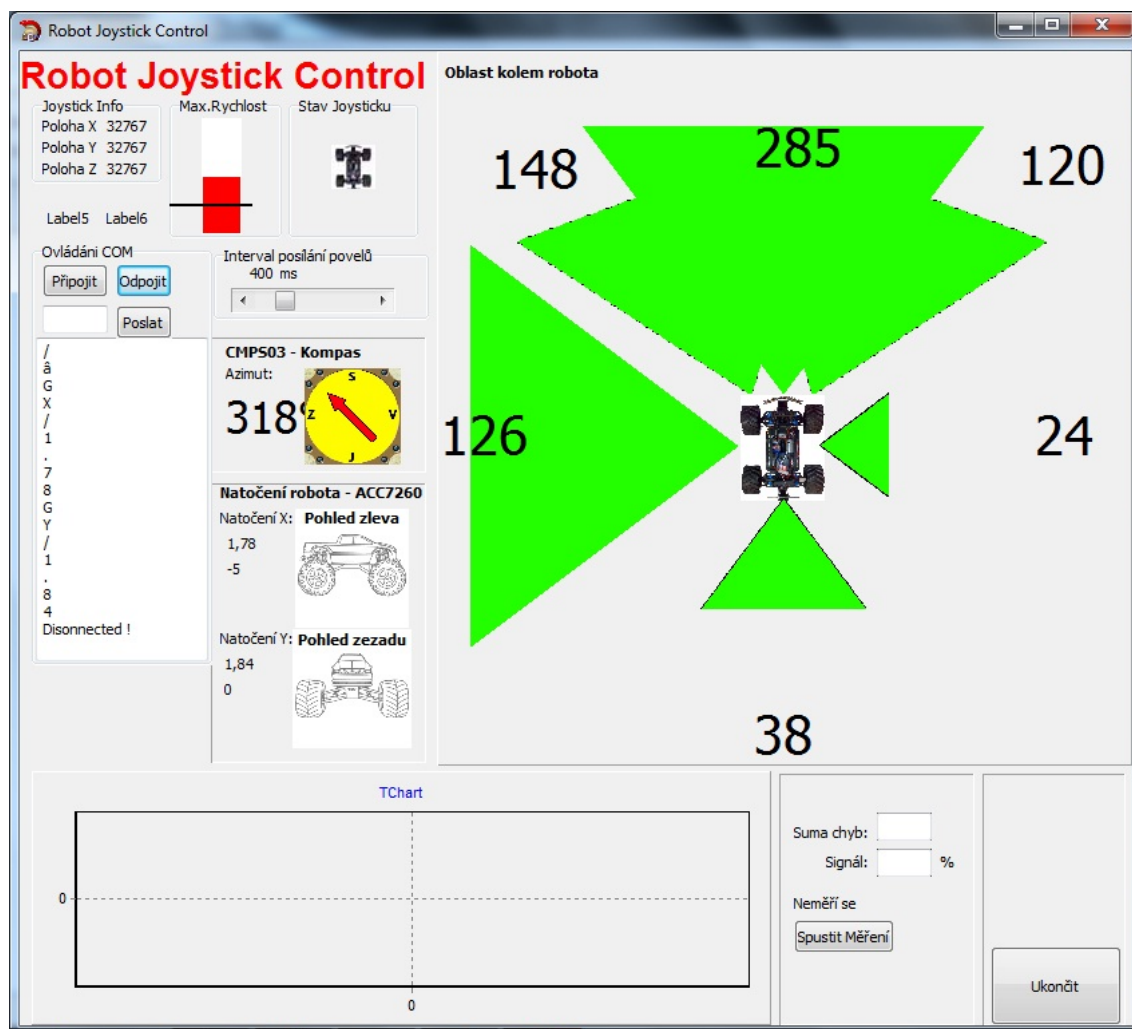 Robot Joystick Control
Robot Joystick Control
Joystick Info
Poloha X 32767
Poloha Y 32767
Poloha Z 32767
Label5 Label6
Max.Rychlost
Stav Joysticku
Ovládáni COM
Připojit Odpojit
Poslat
/
â
G
X
/
1
.
7
8
G
Y
/
1
.
8
4
Disonnected !
Interval posílání povelů
400 ms
CMPS03 - Kompas
Azimut:
318°
S
Z V
J
Natočení robota - ACC7260
Natočení X: Pohled zleva
1,78
-5
Natočení Y: Pohled zezadu
1,84
0
Oblast kolem robota
148 285 120
126 24
38
TChart
0
0
Suma chyb:
Signál: %
Neměří se
Spustit Měření
Ukončit